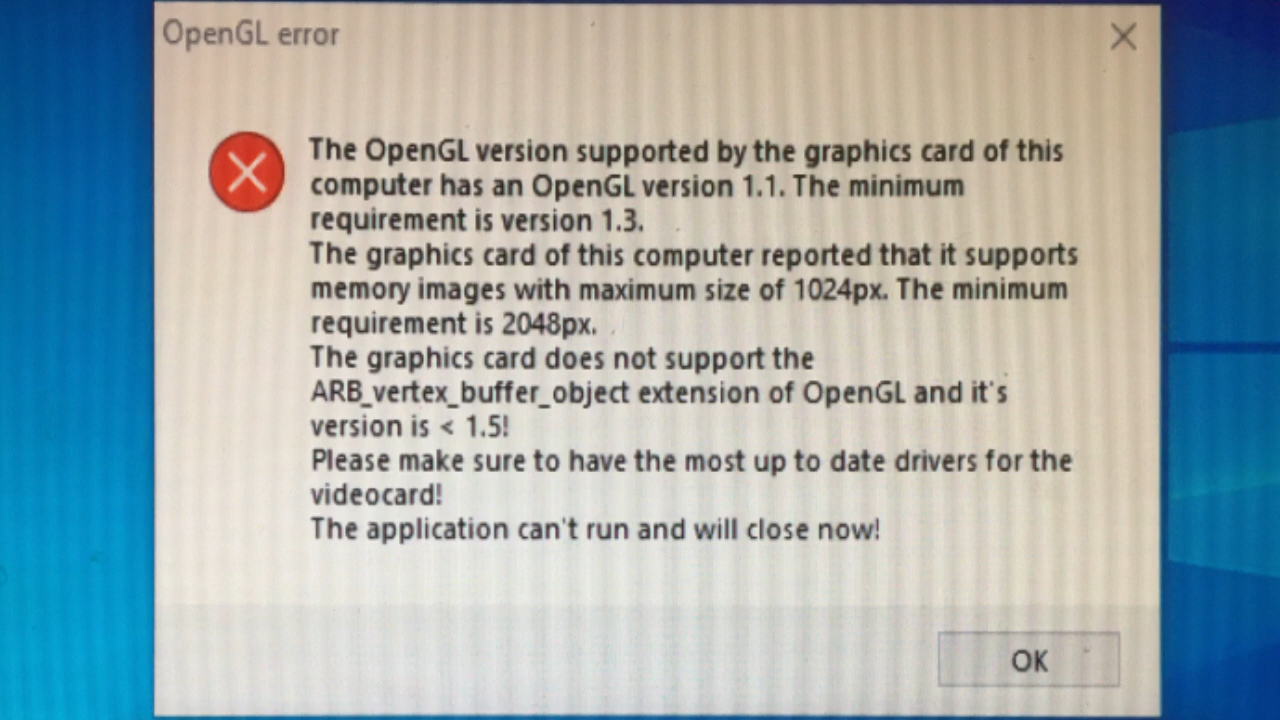 OpenGL error
The OpenGL version supported by the graphics card of this
computer has an OpenGL version 1.1. The minimum
requirement is version 1.3.
The graphics card of this computer reported that it supports
memory images with maximum size of 1024px. The minimum
requirement is 2048px.
The graphics card does not support the
ARB_vertex_buffer_object extension of OpenGL and it's
version is < 1.5!
Please make sure to have the most up to date drivers for the
videocard!
The application can't run and will close now!
OK